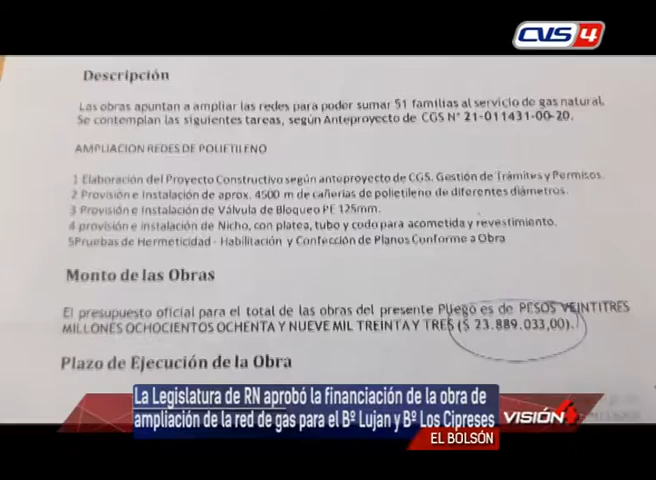 CVS4
Descripción
Las obras apuntan a ampliar las redes para poder sumar 51 familias al servicio de gas natural.
Se contemplan las siguientes tareas, según Anteproyecto de CGS N° 21-011431-00-20.
AMPLIACION REDES DE POLIETILENO
1 Elaboración del Proyecto Constructivo según anteproyecto de CGS. Gestión de Trámites y Permisos.
2 Provisión e Instalación de aprox. 4500 m de cañerías de polietileno de diferentes diámetros.
3 Provisión e Instalación de Válvula de Bloqueo PE 125mm.
4 provisión e instalación de Nicho, con platea, tubo y codo para acometida y revestimiento.
5Pruebas de Hermeticidad - Habilitación y Confección de Planos Conforme a Obra
Monto de las Obras
El presupuesto oficial para el total de las obras del presente Pliego es de PESOS VEINTITRES
MILLONES OCHOCIENTOS OCHENTA Y NUEVE MIL TREINTA Y TRES ($ 23.889.033,00).
Plazo de Ejecución de la Obra
La Legislatura de RN aprobó la financiación de la obra de
ampliación de la red de gas para el Bº Lujan y Bº Los Cipreses
VISIÓN4
EL BOLSÓN